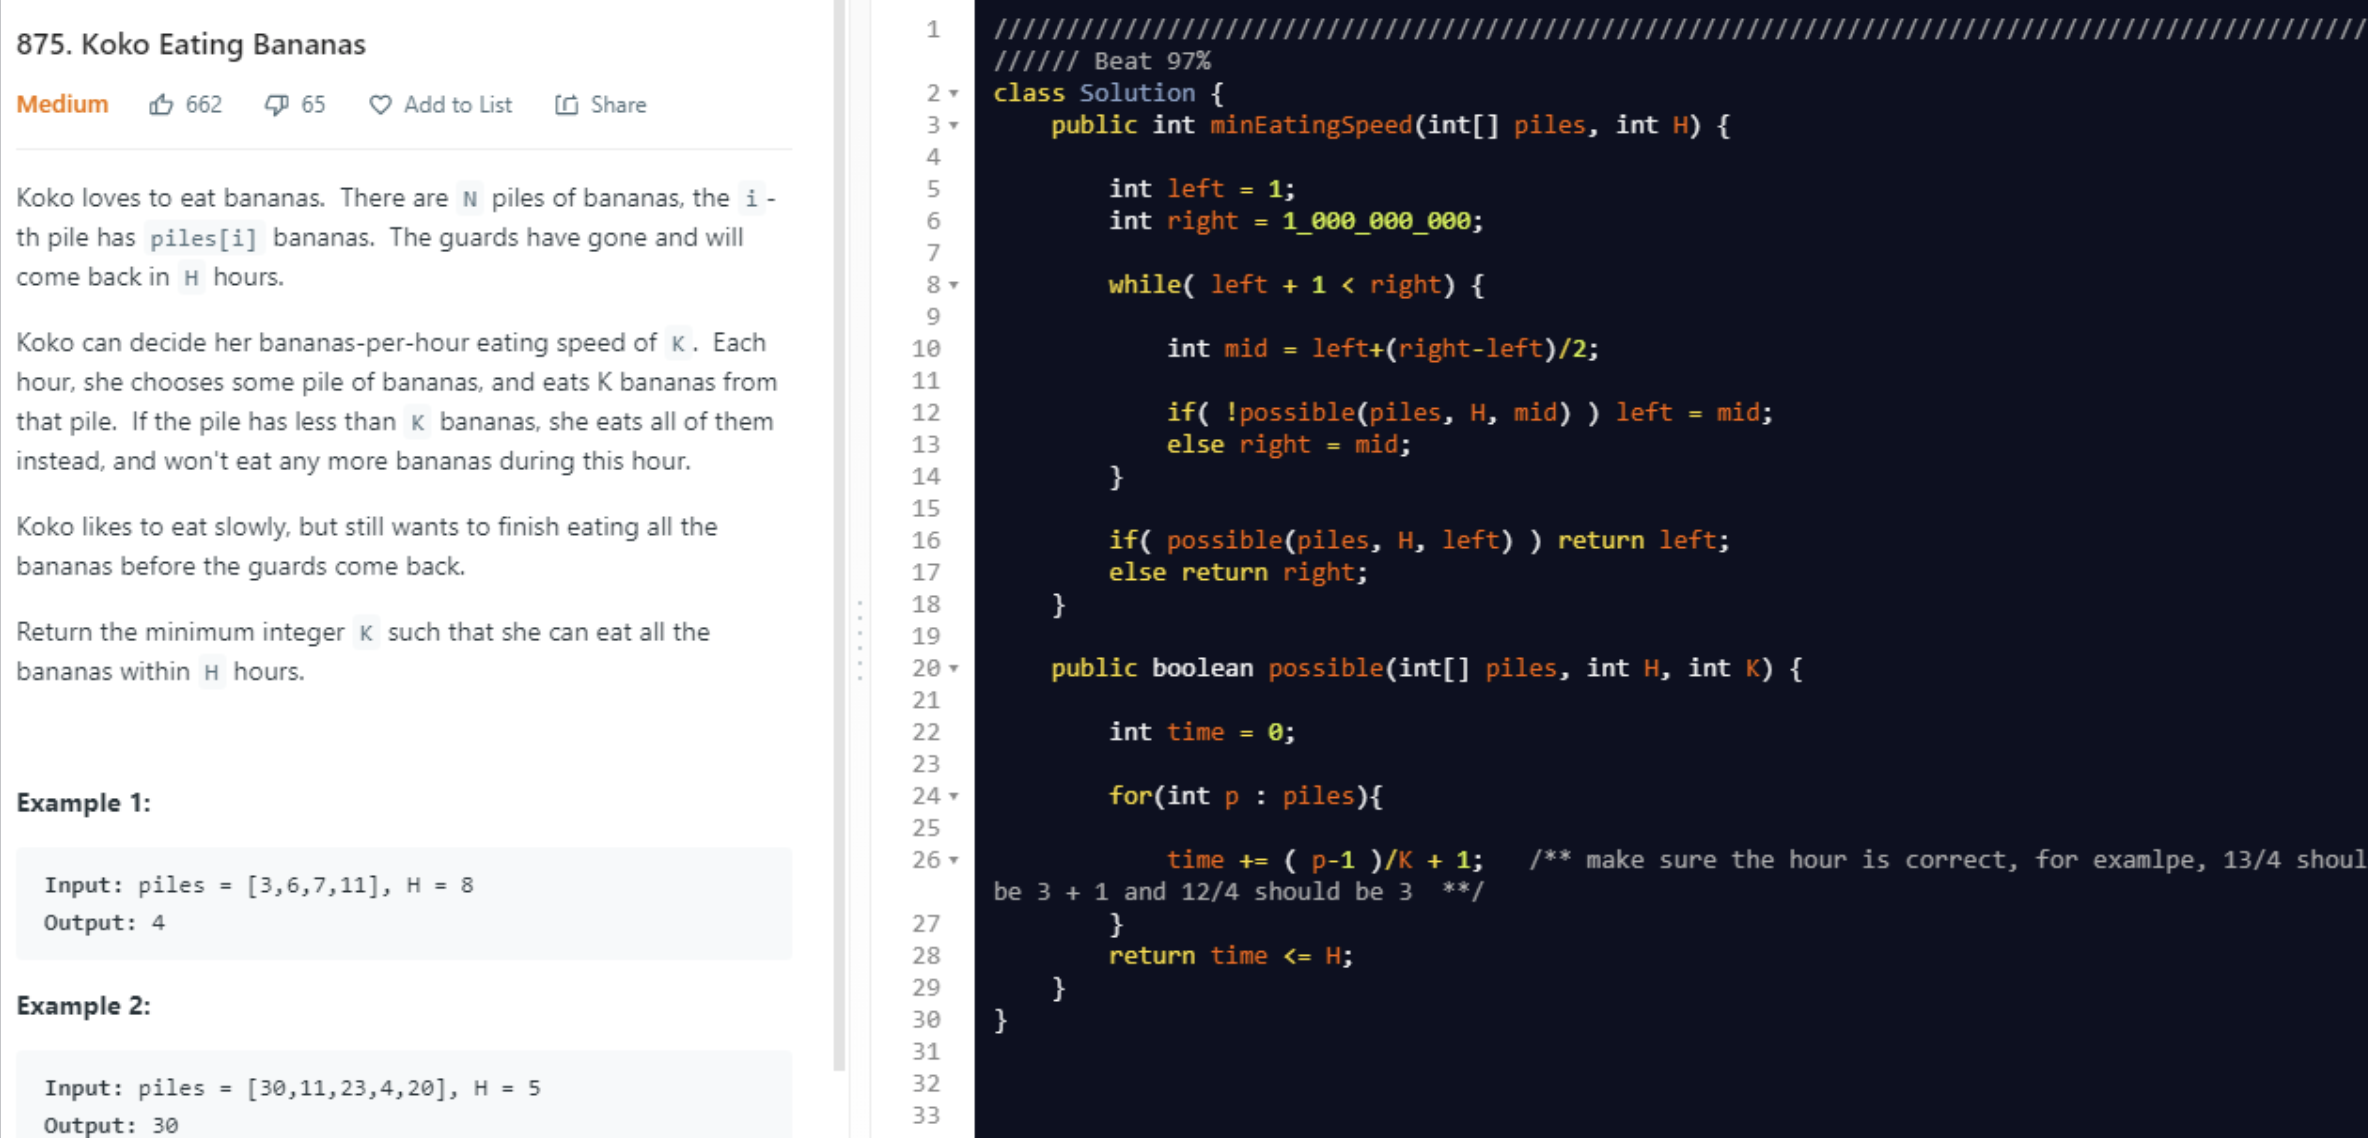 875. Koko Eating Bananas
Medium 662 65 Add to List Share
Koko loves to eat bananas. There are N piles of bananas, the i -
th pile has piles[i] bananas. The guards have gone and will
come back in H hours.
Koko can decide her bananas-per-hour eating speed of K. Each
hour, she chooses some pile of bananas, and eats K bananas from
that pile. If the pile has less than K bananas, she eats all of them
instead, and won't eat any more bananas during this hour.
Koko likes to eat slowly, but still wants to finish eating all the
bananas before the guards come back.
Return the minimum integer K such that she can eat all the
bananas within H hours.
Example 1:
Input: piles = [3,6,7,11], H = 8
Output: 4
Example 2:
Input: piles = [30,11,23,4,20], H = 5
Output: 30
1 ///////////////////////////////////////////////////////////////////////////////////////////////
////// Beat 97%
2 class Solution {
3 public int minEatingSpeed(int[] piles, int H) {
4
5 int left = 1;
6 int right = 1_000_000_000;
7
8 while( left + 1 < right) {
9
10 int mid = left+(right-left)/2;
11
12 if( !possible(piles, H, mid) ) left = mid;
13 else right = mid;
14 }
15
16 if( possible(piles, H, left) ) return left;
17 else return right;
18 }
19
20 public boolean possible(int[] piles, int H, int K) {
21
22 int time = 0;
23
24 for(int p : piles){
25
26 time += ( p-1 )/K + 1; /** make sure the hour is correct, for examlpe, 13/4 shoul
be 3 + 1 and 12/4 should be 3 **/
27 }
28 return time <= H;
29 }
30 }
31
32
33